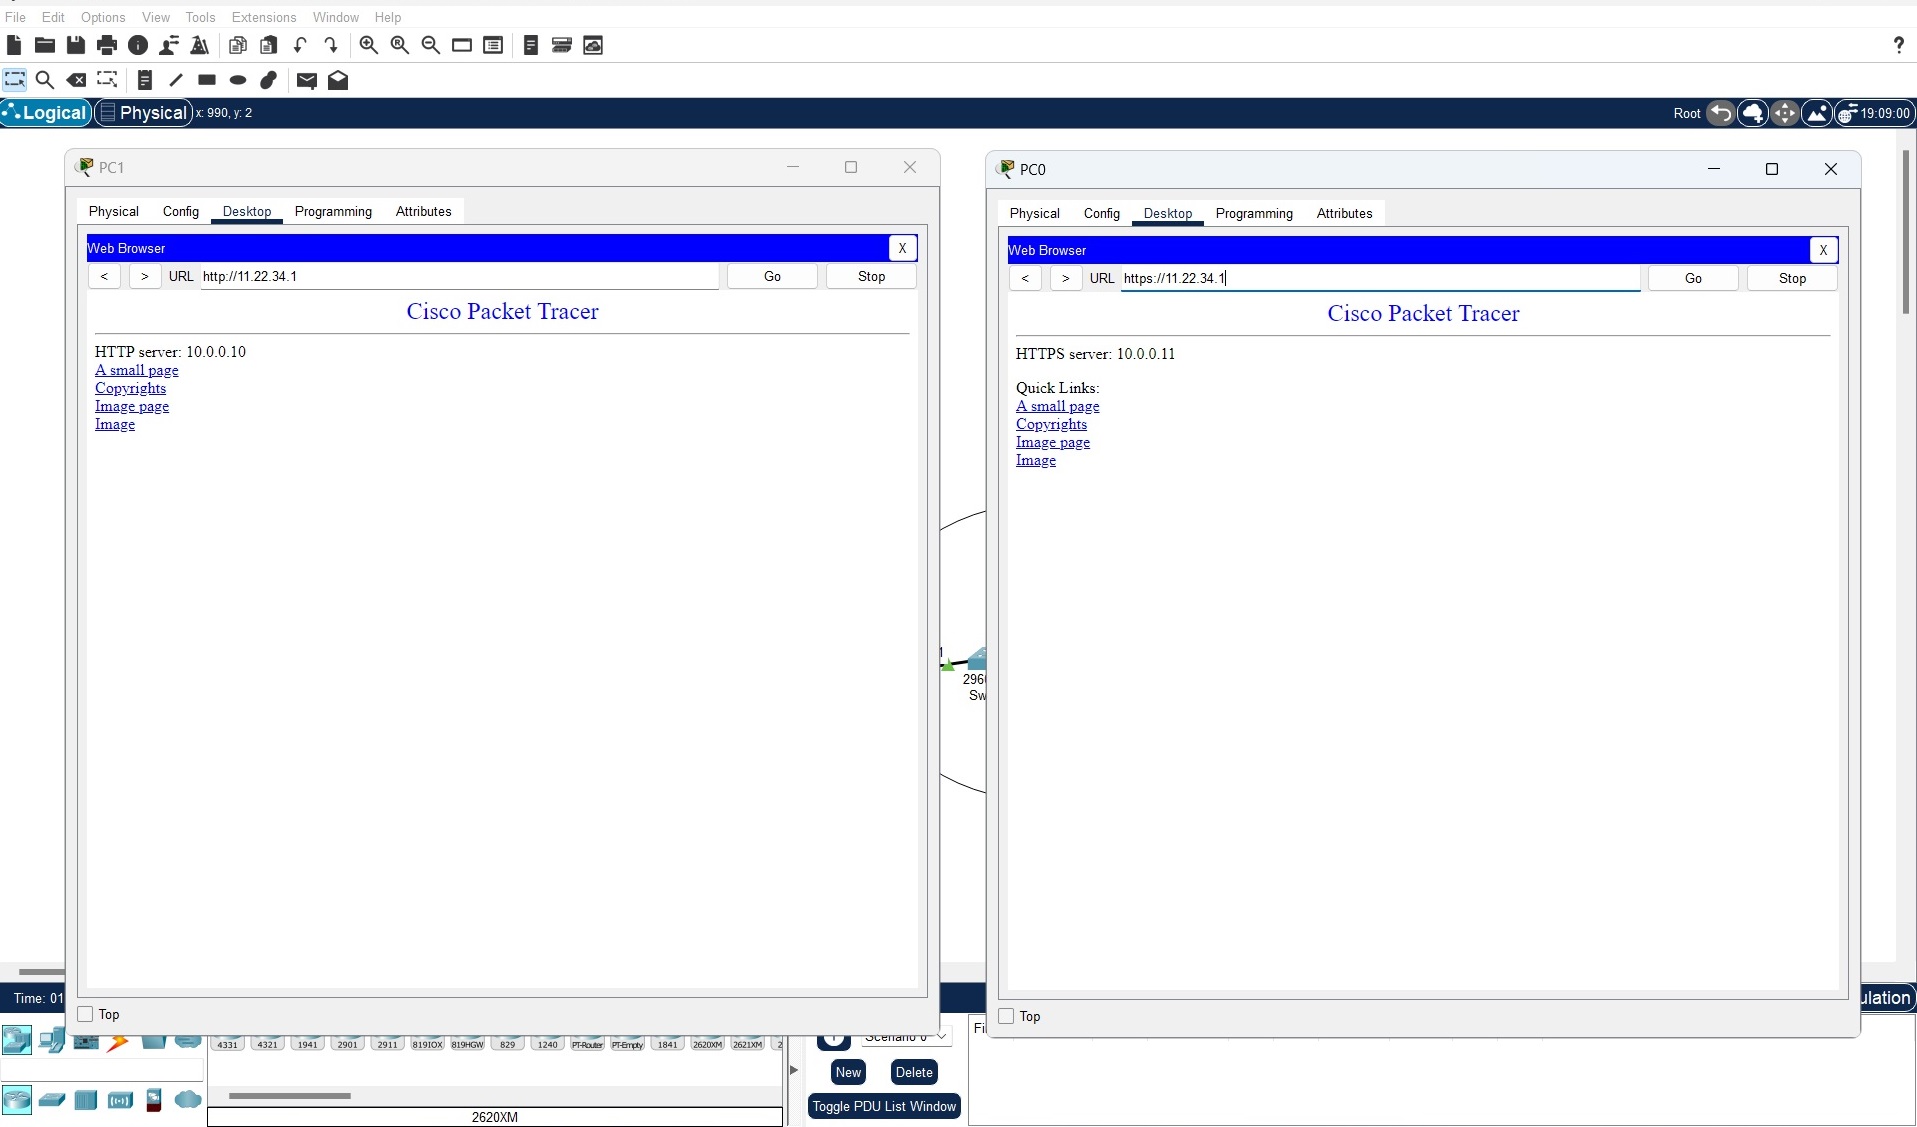 File Edit Options View Tools Extensions Window Help
?
Logical Physical x: 990, y: 2 Root 19:09:00
PC1
Physical Config Desktop Programming Attributes
Web Browser X
< > URL http://11.22.34.1 Go Stop
Cisco Packet Tracer
HTTP server: 10.0.0.10
A small page
Copyrights
Image page
Image
Top
PC0
Physical Config Desktop Programming Attributes
Web Browser X
< > URL https://11.22.34.1 Go Stop
Cisco Packet Tracer
HTTPS server: 10.0.0.11
Quick Links:
A small page
Copyrights
Image page
Image
Top
1
296
Sw
Time: 01
ulation
4331 4321 1941 2901 2911 819IOX 819HGW 829 1240 PT-Router PT-Empty 1841 2620XM 2621XM 2
Scenario 0
Fi
New Delete
Toggle PDU List Window
2620XM